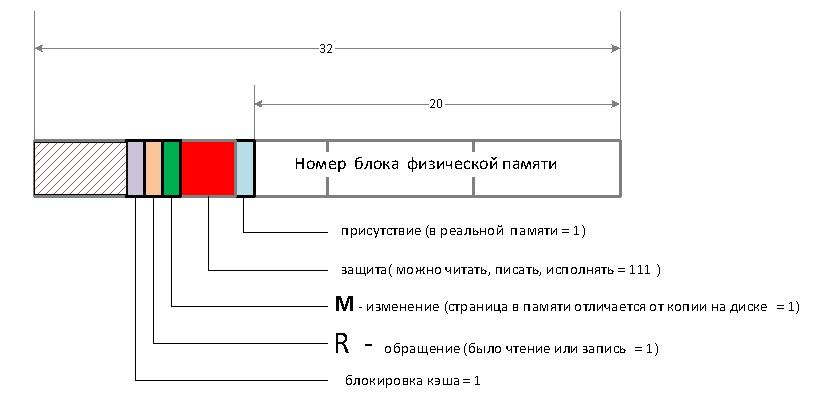 32
20
Номер блока физической памяти
присутствие (в реальной памяти = 1)
защита( можно читать, писать, исполнять = 111 )
М - изменение (страница в памяти отличается от копии на диске = 1)
R - обращение (было чтение или запись = 1)
блокировка кэша = 1